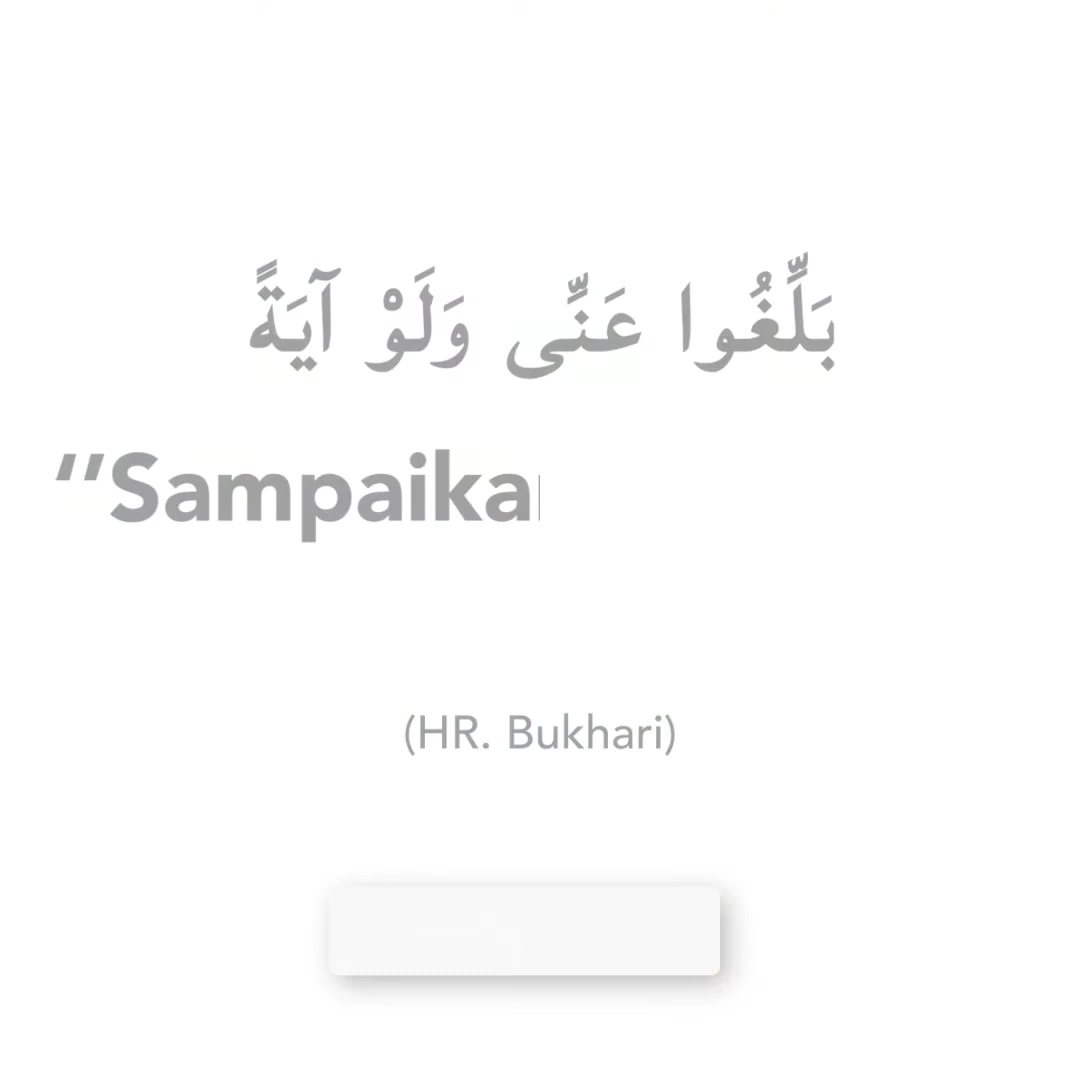 بَلِّغُوا عَنِّى وَلَوْ آيَةً
"Sampaika
(HR. Bukhari)